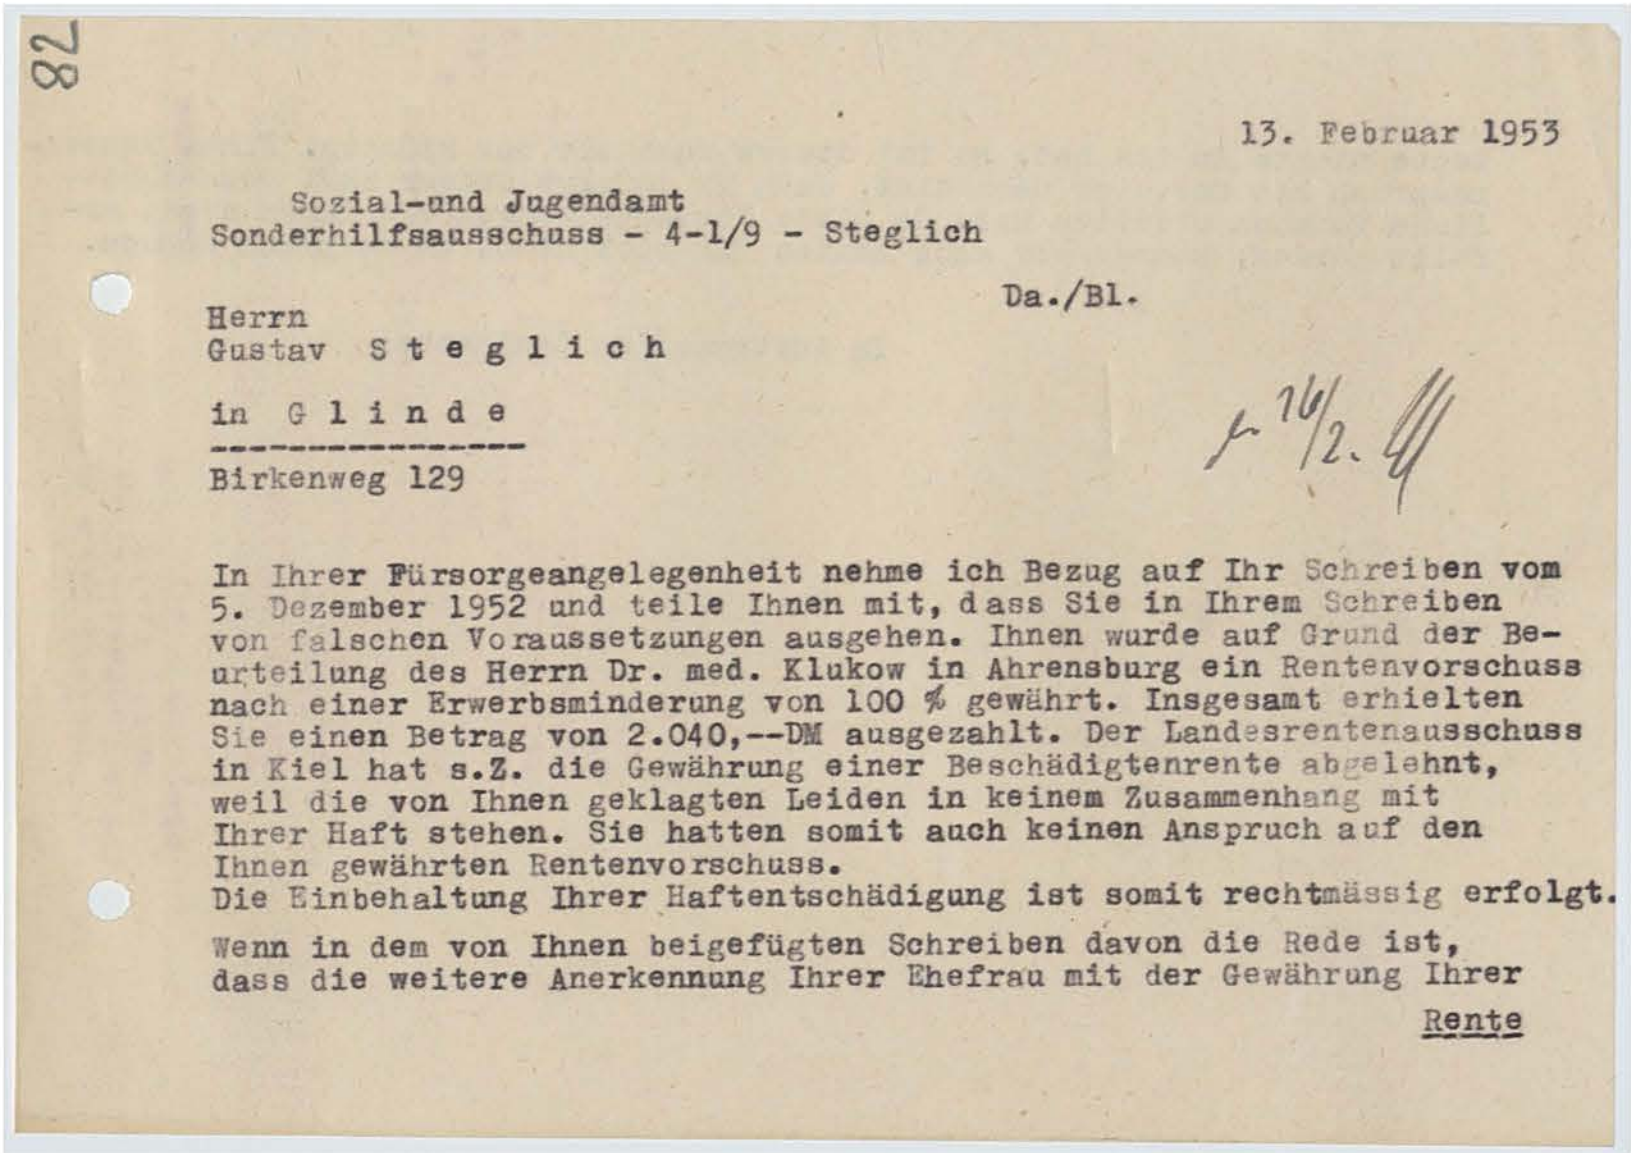 82
13. Februar 1953
Sozial-und Jugendamt
Sonderhilfsausschuss - 4-1/9 - Steglich
Da./Bl.
Herrn
Gustav S t e g l i c h
in G l i n d e
----------------
Birkenweg 129
16/2.
In Ihrer Fürsorgeangelegenheit nehme ich Bezug auf Ihr Schreiben vom
5. Dezember 1952 und teile Ihnen mit, dass Sie in Ihrem Schreiben
von falschen Voraussetzungen ausgehen. Ihnen wurde auf Grund der Be-
urteilung des Herrn Dr. med. Klukow in Ahrensburg ein Rentenvorschuss
nach einer Erwerbsminderung von 100 % gewährt. Insgesamt erhielten
Sie einen Betrag von 2.040,--DM ausgezahlt. Der Landesrentenausschuss
in Kiel hat s.Z. die Gewährung einer Beschädigtenrente abgelehnt,
weil die von Ihnen geklagten Leiden in keinem Zusammenhang mit
Ihrer Haft stehen. Sie hatten somit auch keinen Anspruch auf den
Ihnen gewährten Rentenvorschuss.
Die Einbehaltung Ihrer Haftentschädigung ist somit rechtmässig erfolgt.
Wenn in dem von Ihnen beigefügten Schreiben davon die Rede ist,
dass die weitere Anerkennung Ihrer Ehefrau mit der Gewährung Ihrer
Rente